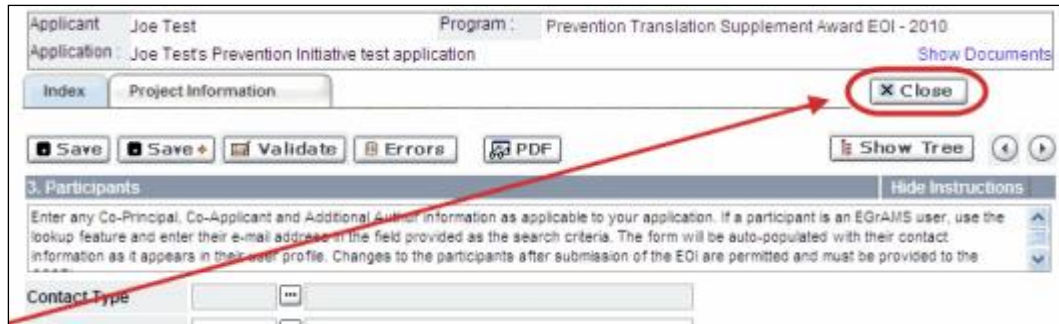 Applicant Joe Test Program : Prevention Translation Supplement Award EOI - 2010
Application : Joe Test's Prevention Initiative test application Show Documents
Index Project Information Close
Save Save+ Validate Errors PDF Show Tree
3. Participants Hide Instructions
Enter any Co-Principal, Co-Applicant and Additional Author information as applicable to your application. If a participant is an EGrAMS user, use the
lookup feature and enter their e-mail address in the field provided as the search criteria. The form will be auto-populated with their contact
information as it appears in their user profile. Changes to the participants after submission of the EOI are permitted and must be provided to the
Contact Type